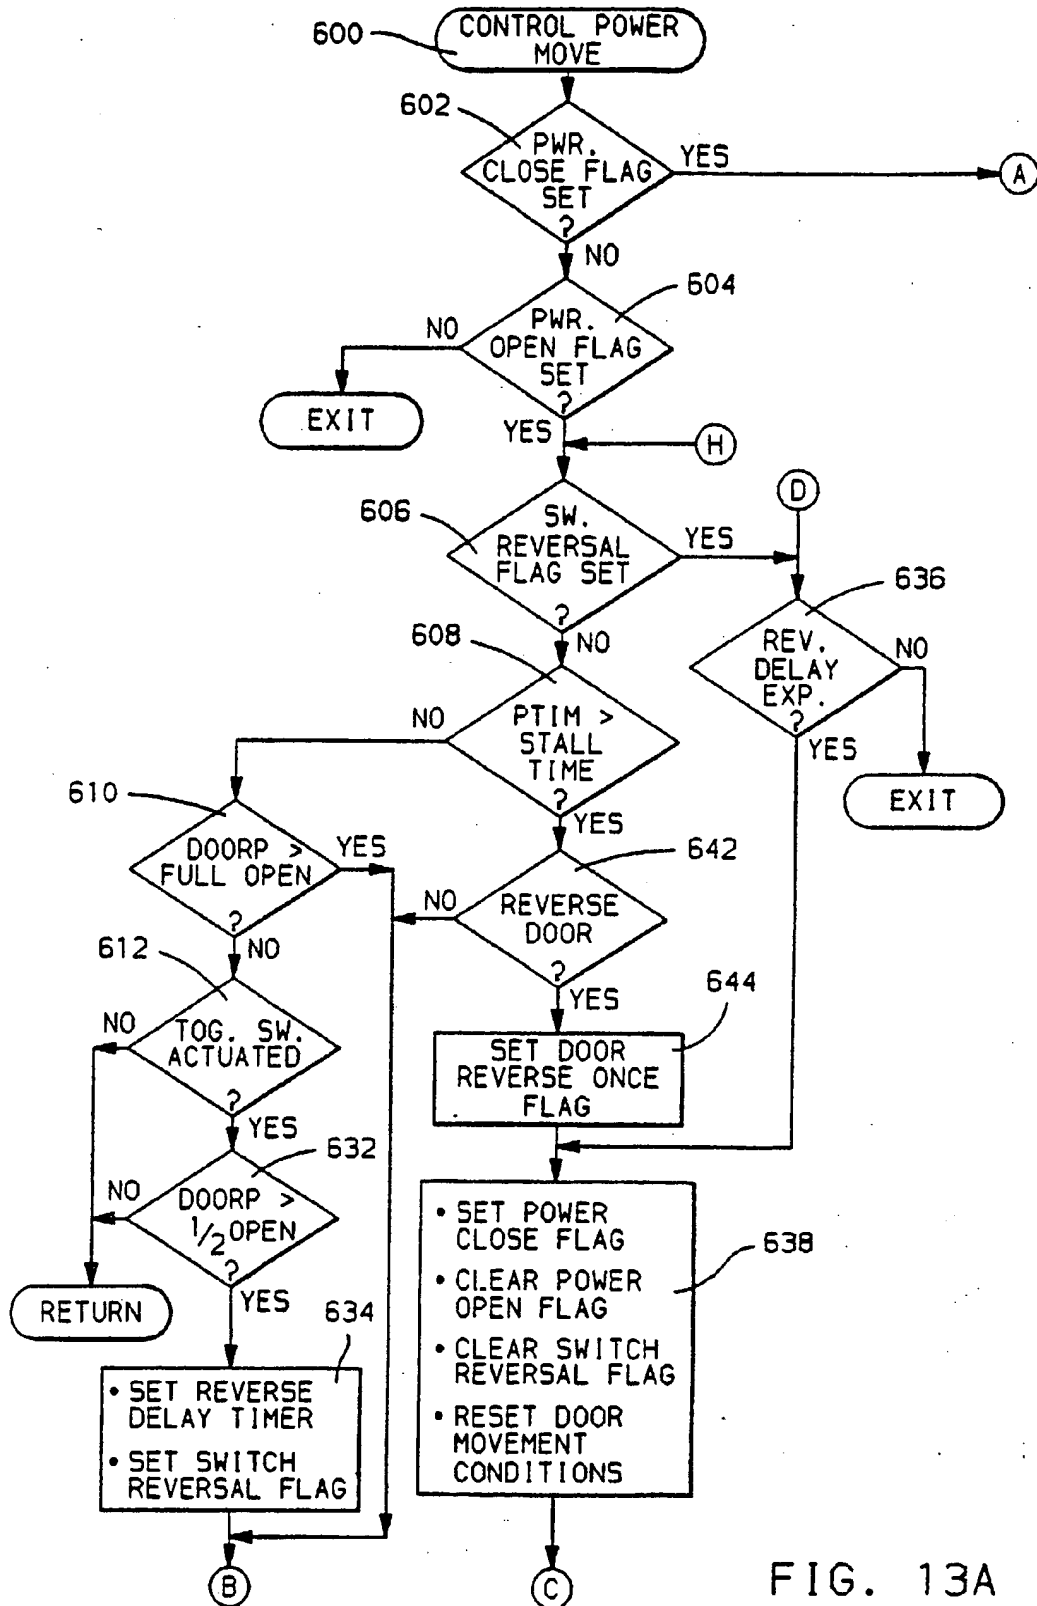 600
CONTROL POWER
MOVE
602
PWR.
CLOSE FLAG
SET
?
YES
A
NO
604
PWR.
OPEN FLAG
SET
?
NO
EXIT
YES
H
606
SW.
REVERSAL
FLAG SET
?
YES
D
636
REV.
DELAY
EXP.
?
NO
YES
EXIT
NO
608
PTIM >
STALL
TIME
?
NO
YES
610
DOORP >
FULL OPEN
?
YES
NO
642
REVERSE
DOOR
?
NO
YES
612
TOG. SW.
ACTUATED
?
NO
YES
644
SET DOOR
REVERSE ONCE
FLAG
632
DOORP >
1/2 OPEN
?
NO
YES
RETURN
634
• SET REVERSE
DELAY TIMER
• SET SWITCH
REVERSAL FLAG
B
638
• SET POWER
CLOSE FLAG
• CLEAR POWER
OPEN FLAG
• CLEAR SWITCH
REVERSAL FLAG
• RESET DOOR
MOVEMENT
CONDITIONS
C
FIG. 13A